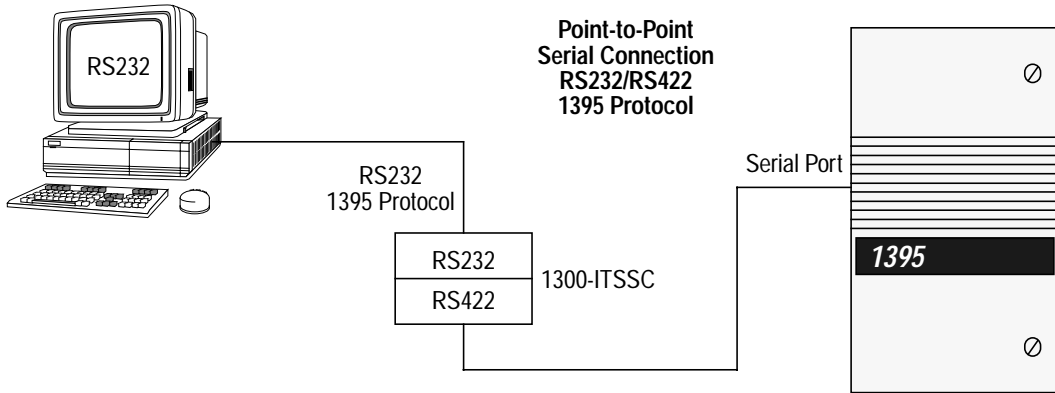 RS232
Point-to-Point
Serial Connection
RS232/RS422
1395 Protocol
Serial Port
RS232
1395 Protocol
RS232
RS422
1300-ITSSC
1395